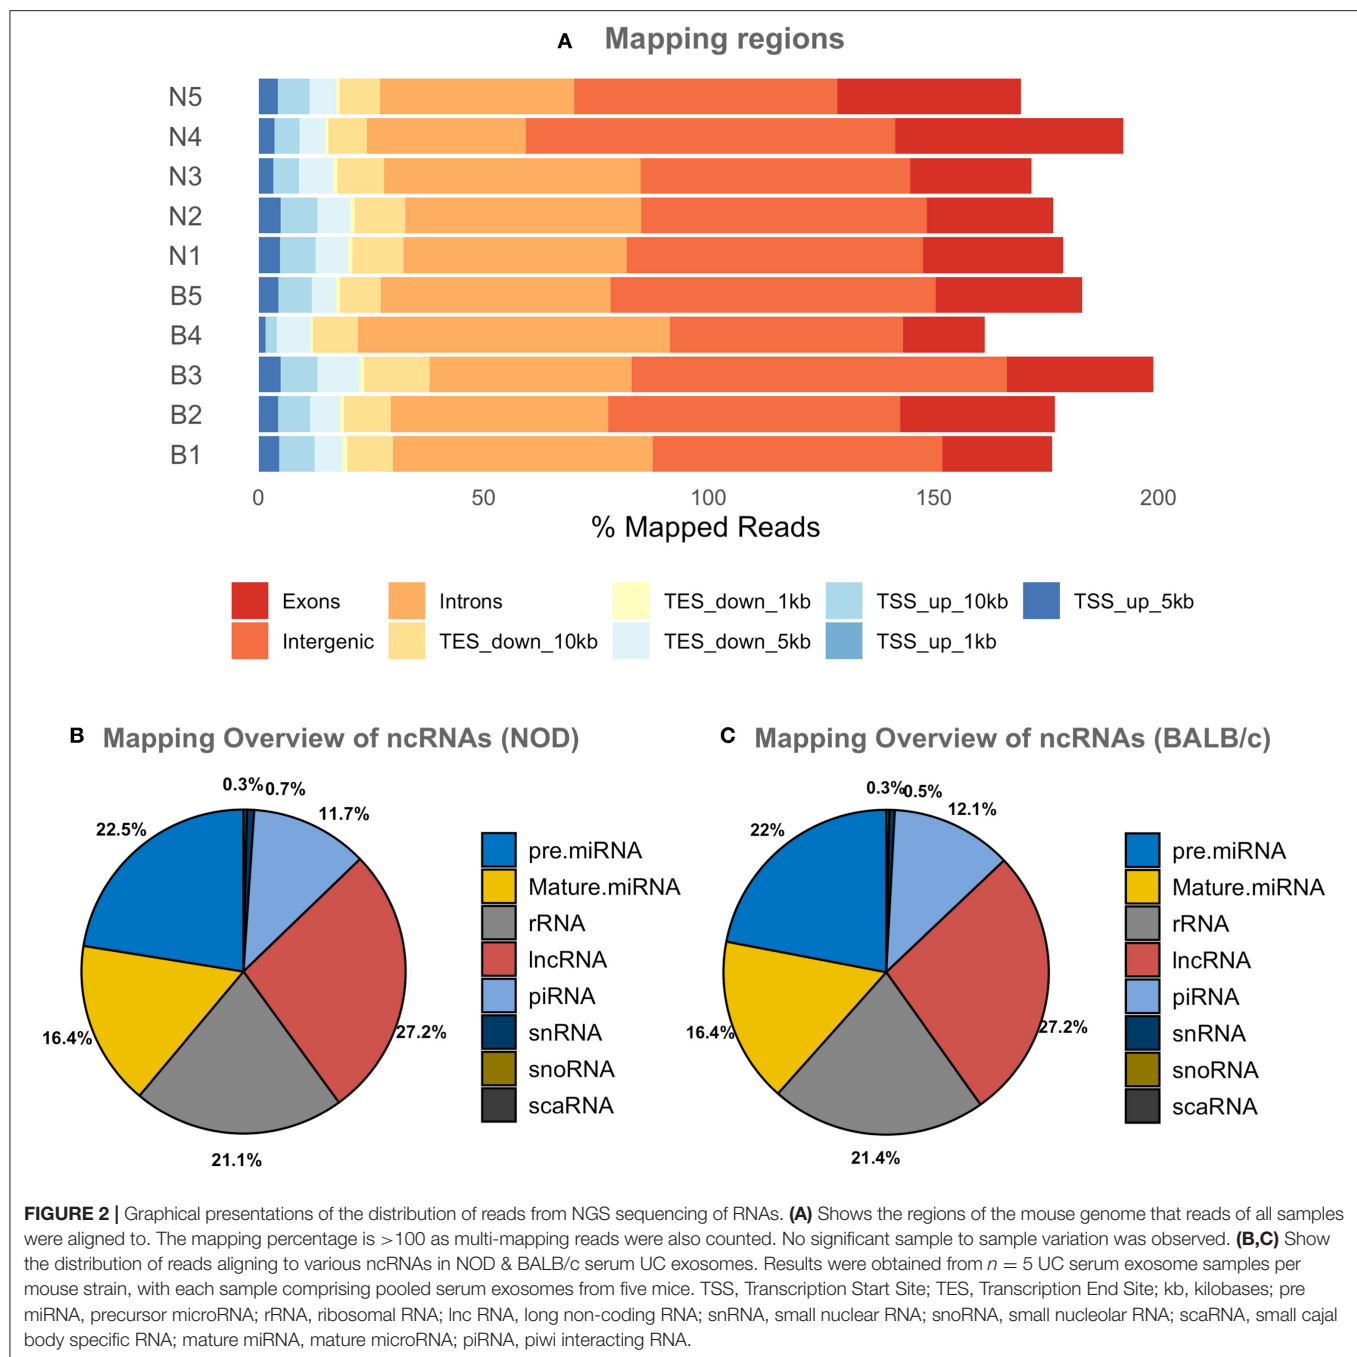 A Mapping regions
N5
N4
N3
N2
N1
B5
B4
B3
B2
B1
0 50 100 150 200
% Mapped Reads
Exons Introns TES_down_1kb TSS_up_10kb TSS_up_5kb
Intergenic TES_down_10kb TES_down_5kb TSS_up_1kb
B Mapping Overview of ncRNAs (NOD)
0.3% 0.7%
11.7%
22.5%
16.4%
27.2%
21.1%
pre.miRNA
Mature.miRNA
rRNA
lncRNA
piRNA
snRNA
snoRNA
scaRNA
C Mapping Overview of ncRNAs (BALB/c)
0.3% 0.5%
12.1%
22%
16.4%
27.2%
21.4%
pre.miRNA
Mature.miRNA
rRNA
lncRNA
piRNA
snRNA
snoRNA
scaRNA
FIGURE 2 | Graphical presentations of the distribution of reads from NGS sequencing of RNAs. (A) Shows the regions of the mouse genome that reads of all samples
were aligned to. The mapping percentage is >100 as multi-mapping reads were also counted. No significant sample to sample variation was observed. (B,C) Show
the distribution of reads aligning to various ncRNAs in NOD & BALB/c serum UC exosomes. Results were obtained from n = 5 UC serum exosome samples per
mouse strain, with each sample comprising pooled serum exosomes from five mice. TSS, Transcription Start Site; TES, Transcription End Site; kb, kilobases; pre
miRNA, precursor microRNA; rRNA, ribosomal RNA; lnc RNA, long non-coding RNA; snRNA, small nuclear RNA; snoRNA, small nucleolar RNA; scaRNA, small cajal
body specific RNA; mature miRNA, mature microRNA; piRNA, piwi interacting RNA.